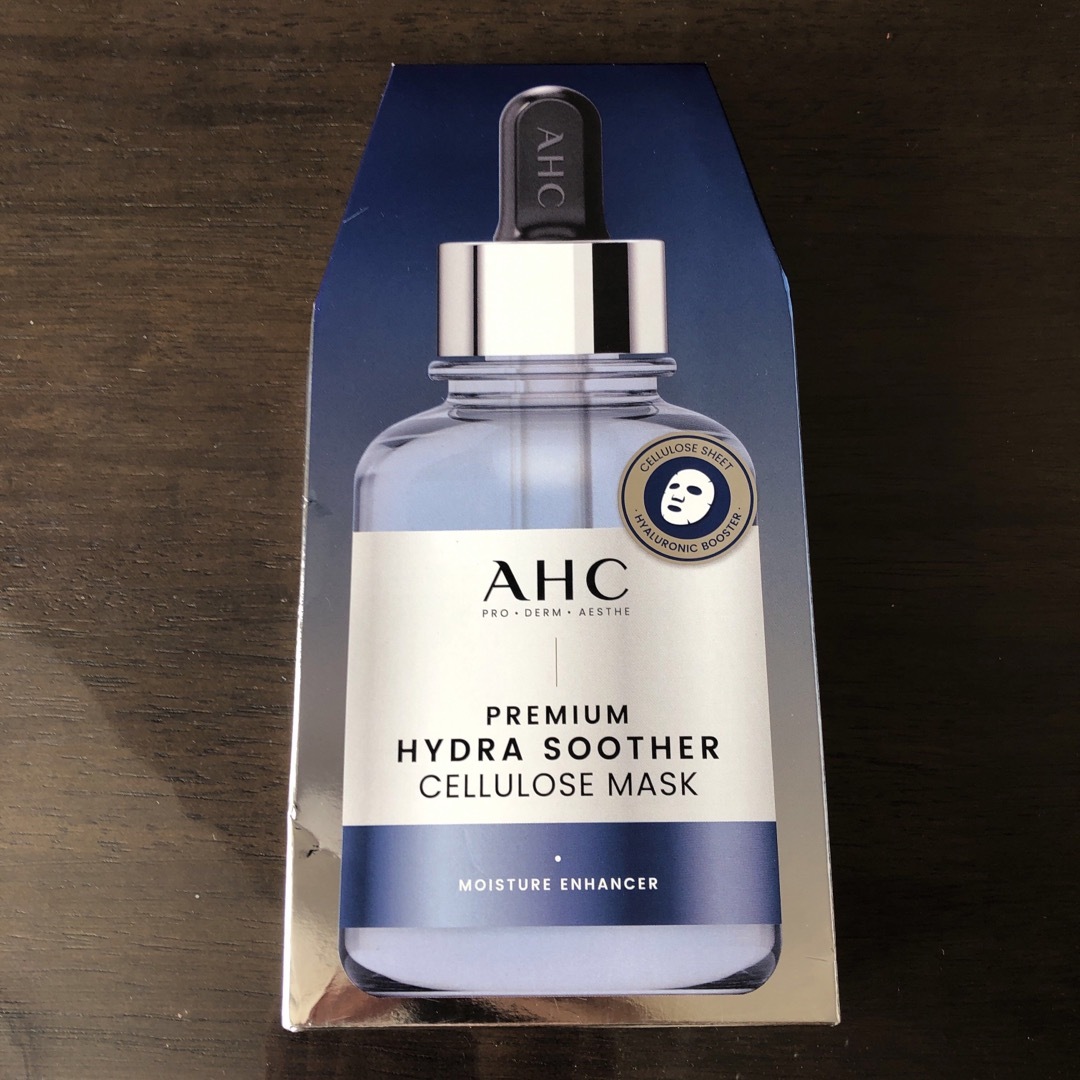 AHC
CELLULOSE SHEET
· HYALURONIC BOOSTER ·
AHC
PRO • DERM • AESTHE
PREMIUM
HYDRA SOOTHER
CELLULOSE MASK
MOISTURE ENHANCER